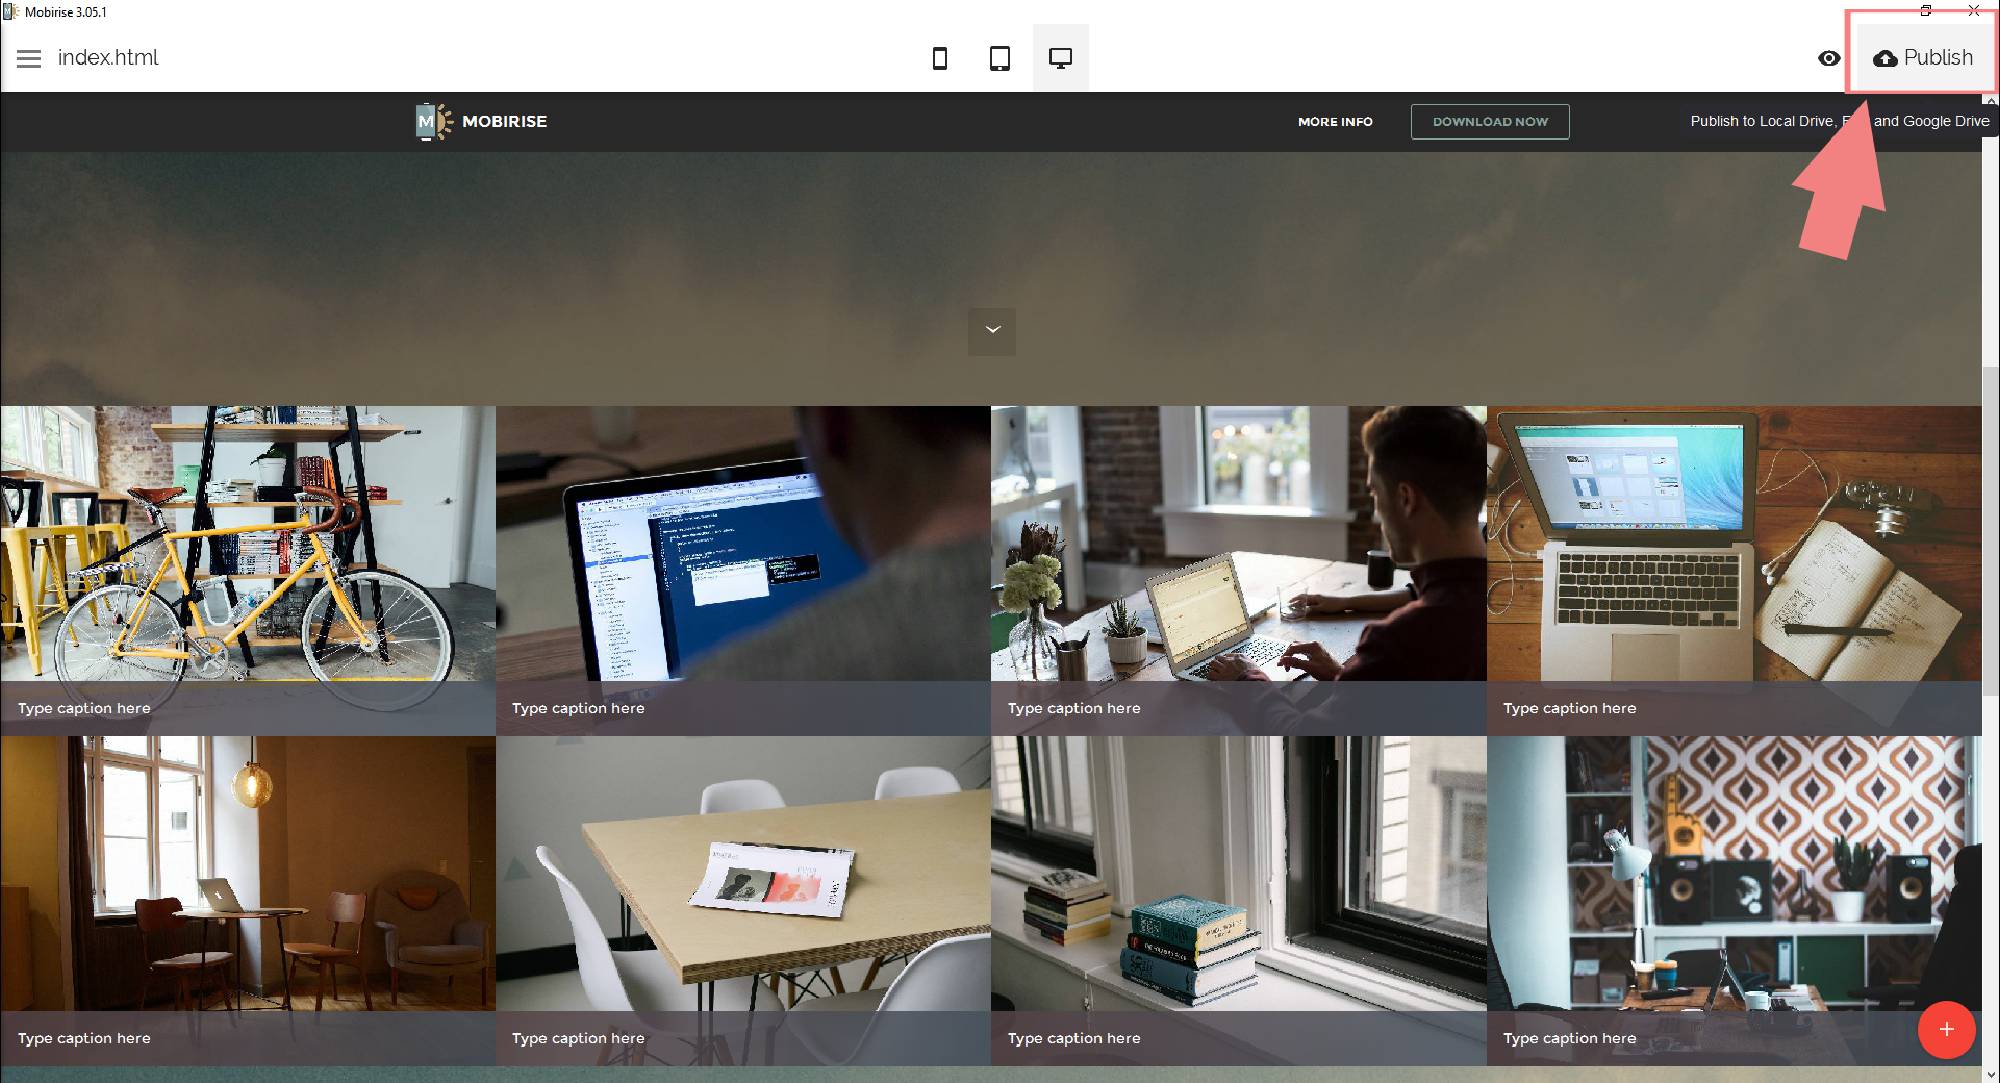 Mobirise 3.05.1
index.html
Publish
M MOBIRISE
MORE INFO
DOWNLOAD NOW
Publish to Local Drive, and Google Drive
Type caption here
Type caption here
Type caption here
Type caption here
Type caption here
Type caption here
Type caption here
Type caption here